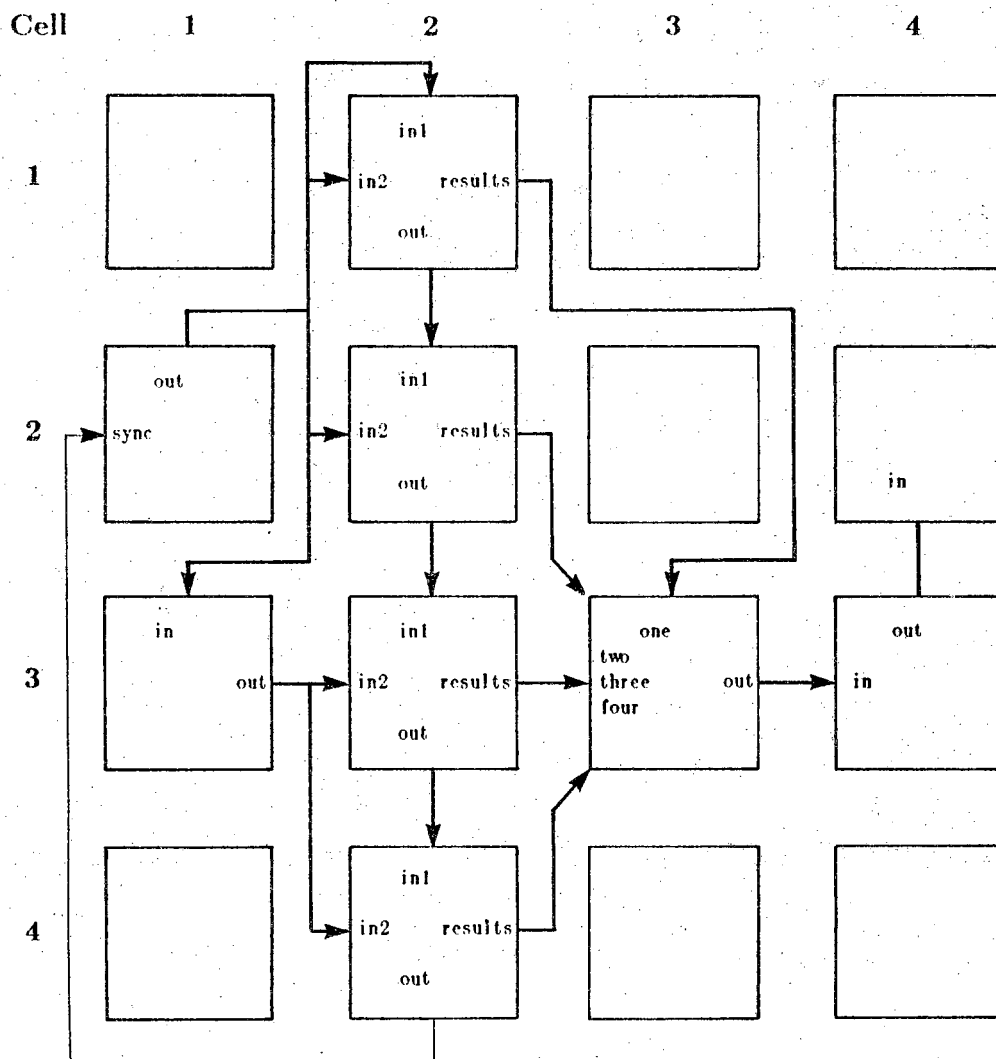 Cell 1 2 3 4
in1
1 in2 results
out
out in1
2 sync in2 results
out in
in in1 one out
two
3 out in2 results three out in
four
out
in1
4 in2 results
out